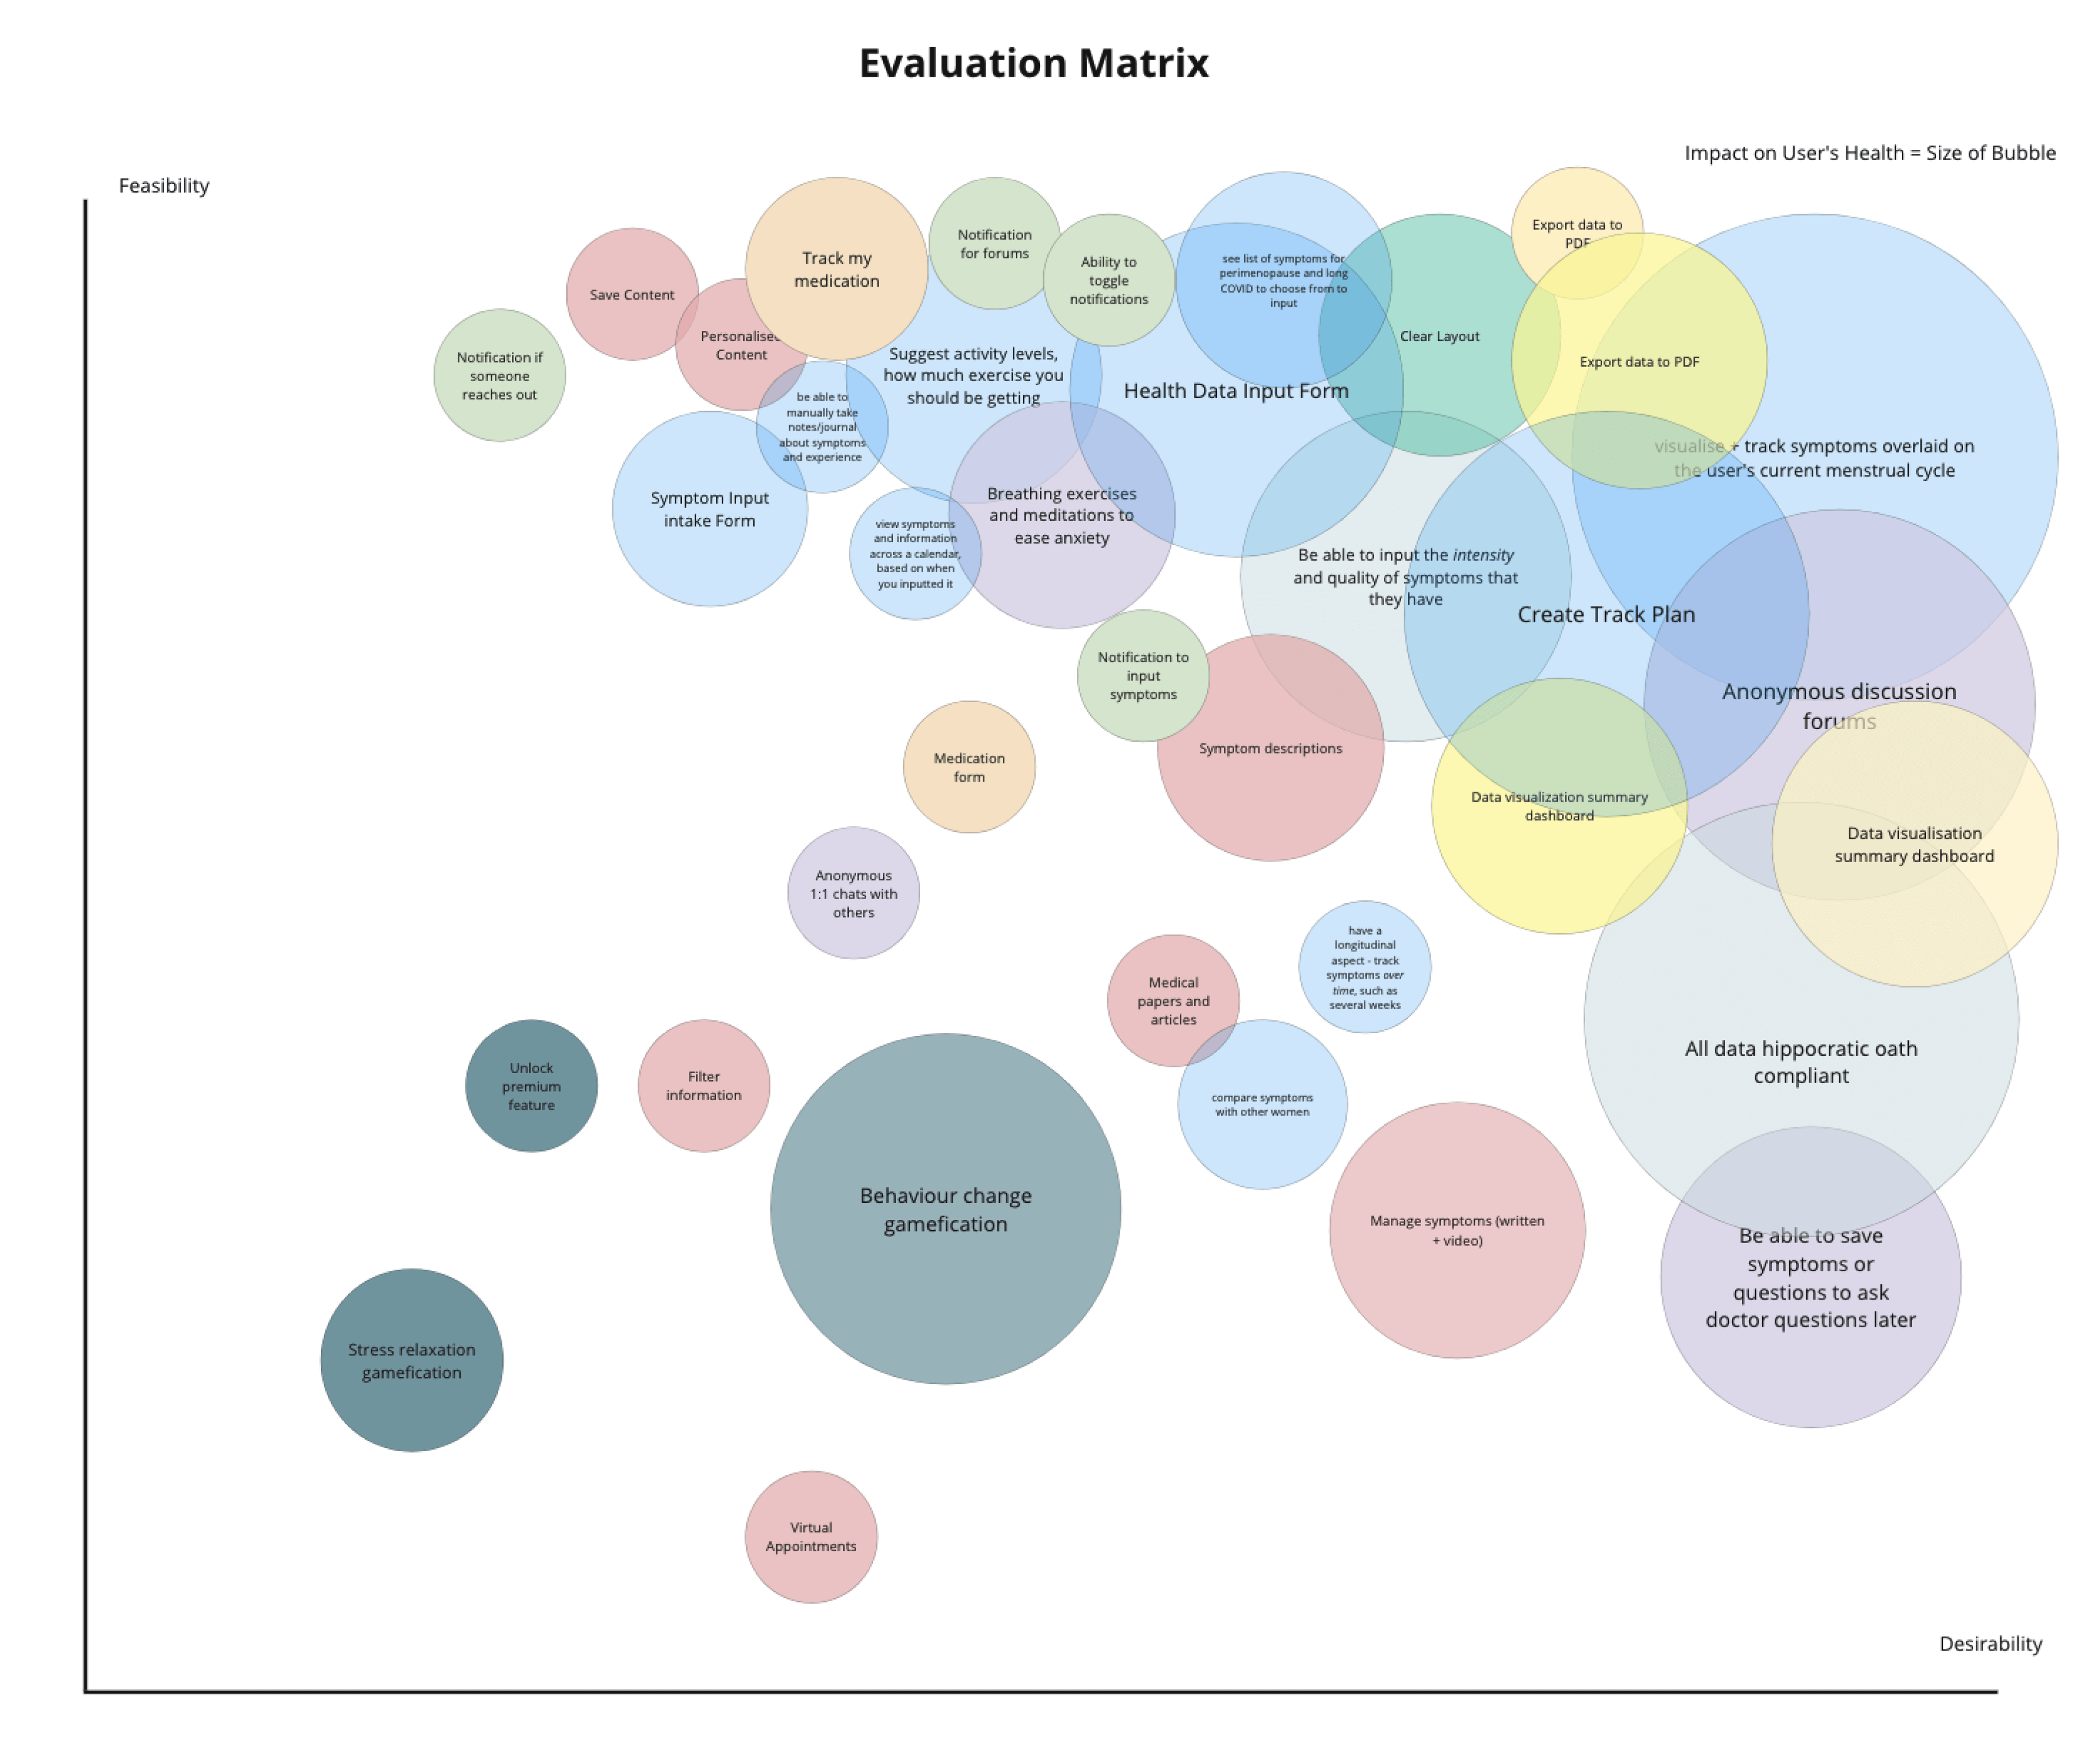 Evaluation Matrix
Impact on User's Health = Size of Bubble
Feasibility
Export data to
PDF
Notification
for forums
Ability to
toggle
notifications
see list of symptoms for
perimenopause and long
COVID to choose from to
input
Track my
medication
Save Content
Personalised
Content
Clear Layout
Export data to PDF
Notification if
someone
reaches out
Suggest activity levels,
how much exercise you
should be getting
Health Data Input Form
be able to
manually take
notes/journal
about symptoms
and experience
visualise + track symptoms overlaid on
the user's current menstrual cycle
Symptom Input
intake Form
Breathing exercises
and meditations to
ease anxiety
view symptoms
and information
across a calendar,
based on when
you inputted it
Be able to input the intensity
and quality of symptoms that
they have
Create Track Plan
Notification to
input
symptoms
Anonymous discussion
forums
Symptom descriptions
Medication
form
Data visualization summary
dashboard
Data visualisation
summary dashboard
Anonymous
1:1 chats with
others
have a
longitudinal
aspect - track
symptoms over
time, such as
several weeks
Medical
papers and
articles
All data hippocratic oath
compliant
Unlock
premium
feature
Filter
information
compare symptoms
with other women
Behaviour change
gamefication
Manage symptoms (written
+ video)
Be able to save
symptoms or
questions to ask
doctor questions later
Stress relaxation
gamefication
Virtual
Appointments
Desirability